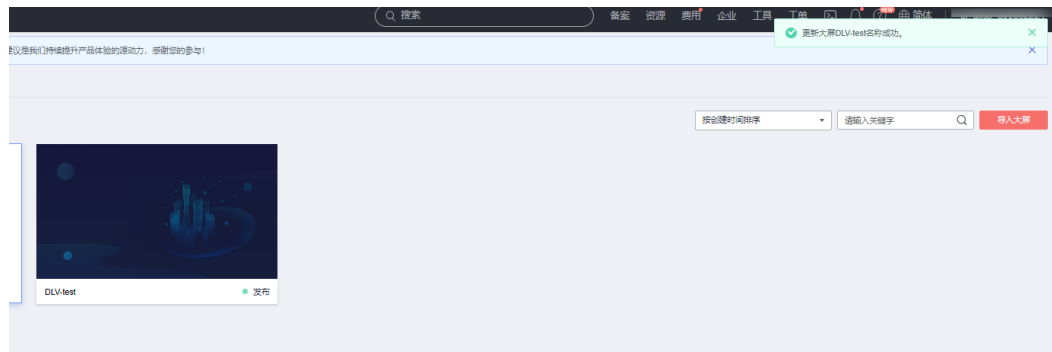 搜索 备案 资源 费用 企业 工具 工单 简体
更新大屏DLV-test名称成功。
建议是我们持续提升产品体验的源动力，感谢您的参与！
按创建时间排序 请输入关键字 导入大屏
DLV-test 发布